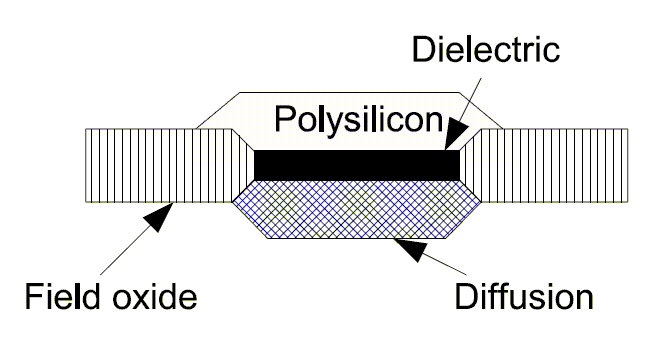 Dielectric
Polysilicon
Field oxide
Diffusion